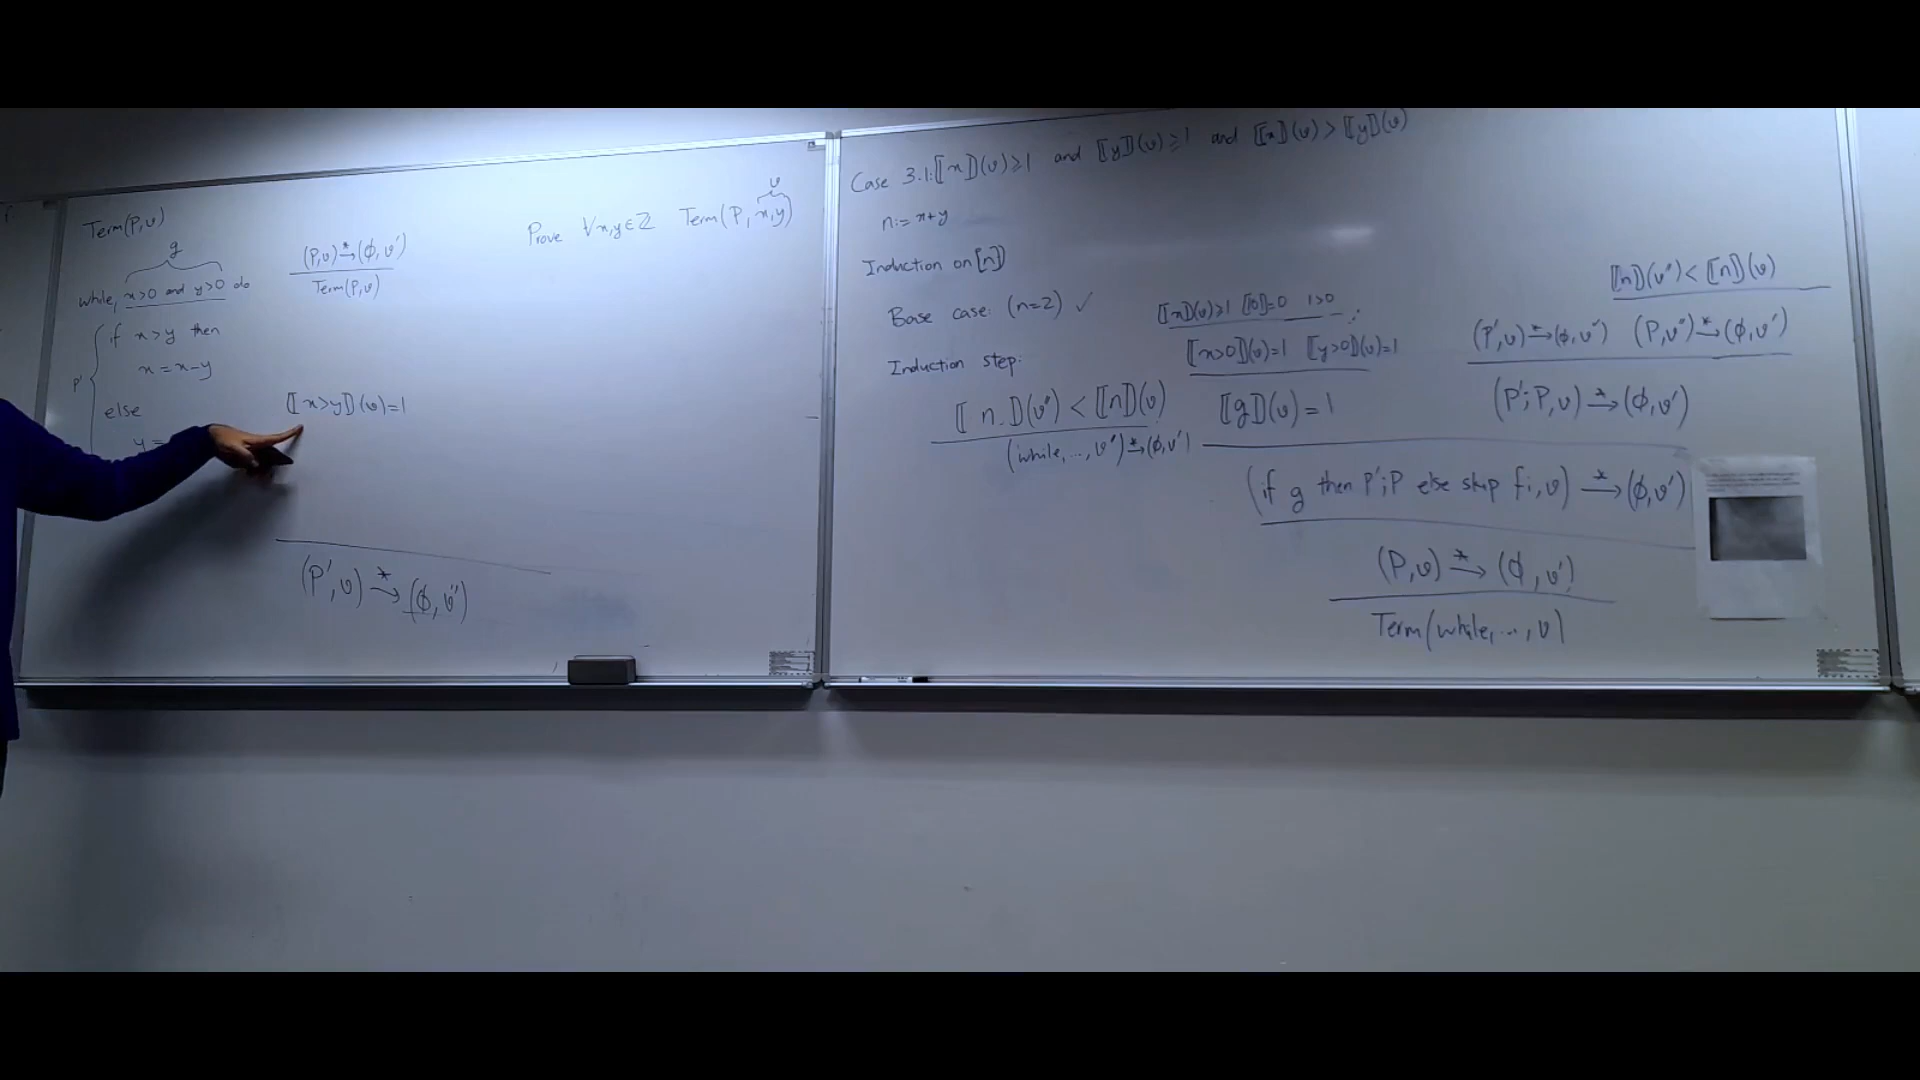 Term(P,υ)
g
while, x>0 and y>0 do
P' if x>y then
x = x-y
else
y =
(P,υ) →* (ϕ,υ')
Term(P,υ)
υ
Prove ∀x,y∈ℤ Term(P, x,y)
⟦x>y⟧(υ)=1
(P',υ) →* (ϕ,υ'')
Case 3.1: ⟦x⟧(υ)⩾1 and ⟦y⟧(υ)⩾1 and ⟦x⟧(υ) > ⟦y⟧(υ)
n:= x+y
Induction on ⟦n⟧
Base case: (n=2) ✓
Induction step:
⟦n⟧(υ'') < ⟦n⟧(υ)
(while,..., υ'') →* (ϕ,υ')
⟦x⟧(υ)⩾1 ⟦0⟧=0 1>0
⟦x>0⟧(υ)=1 ⟦y>0⟧(υ)=1
⟦g⟧(υ) = 1
⟦n⟧(υ'') < ⟦n⟧(υ)
(P',υ) →* (ϕ,υ'') (P,υ'') →* (ϕ,υ')
(P';P,υ) →* (ϕ,υ')
(if g then P';P else skip fi,υ) →* (ϕ,υ')
(P,υ) →* (ϕ,υ')
Term(while,...,υ)